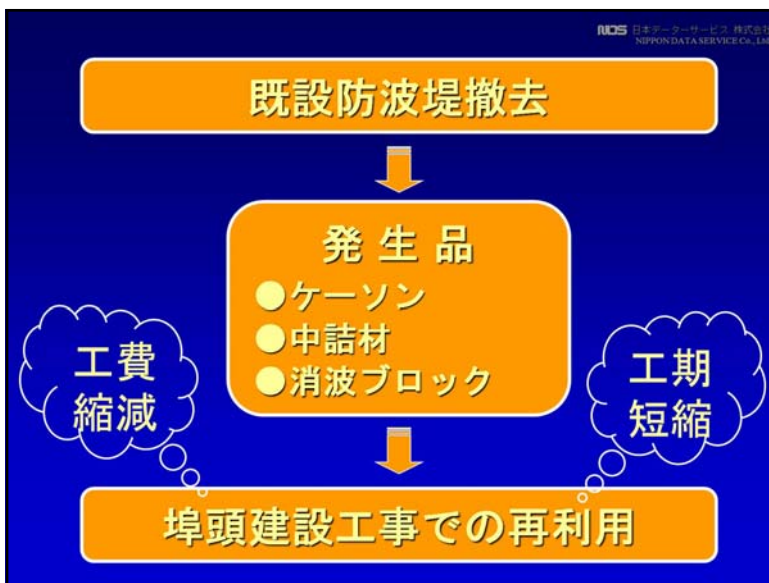 NDS 日本データーサービス 株式会社
NIPPON DATA SERVICE Co., Ltd
既設防波堤撤去
発生品
●ケーソン
●中詰材
●消波ブロック
工費
縮減
工期
短縮
埠頭建設工事での再利用